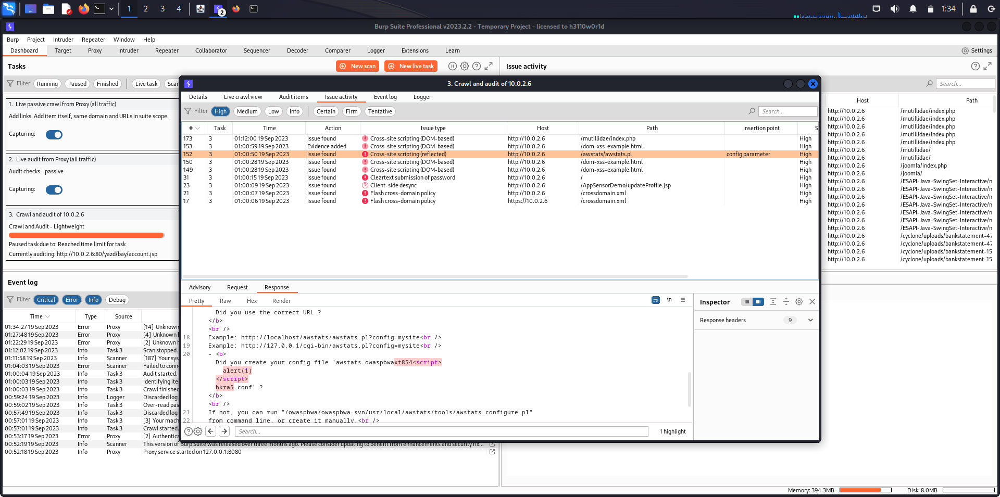 1 2 3 4
2
1:34
Burp Suite Professional v2023.2.2 - Temporary Project - licensed to h3110w0r1d
Burp Project Intruder Repeater Window Help
Dashboard Target Proxy Intruder Repeater Collaborator Sequencer Decoder Comparer Logger Extensions Learn Settings
Tasks New scan New live task
Filter Running Paused Finished Live task
1. Live passive crawl from Proxy (all traffic)
Add links. Add item itself, same domain and URLs in suite scope.
Capturing:
2. Live audit from Proxy (all traffic)
Audit checks - passive
Capturing:
3. Crawl and audit of 10.0.2.6
Crawl and Audit - Lightweight
Paused task due to: Reached time limit for task
Currently auditing: http://10.0.2.6:80/yazd/bay/account.jsp
Event log
Filter Critical Error Info Debug
Time Type Source
01:34:27 19 Sep 2023 Error Proxy [14] Unknown
01:27:48 19 Sep 2023 Error Proxy [4] Unknown
01:22:29 19 Sep 2023 Error Proxy [2] Unknown
01:12:02 19 Sep 2023 Info Task 3 Scan stopped.
01:11:58 19 Sep 2023 Info Scanner [187] Your sys
01:04:03 19 Sep 2023 Error Scanner Failed to conn
01:00:04 19 Sep 2023 Info Task 3 Audit started.
01:00:03 19 Sep 2023 Info Task 3 Identifying ite
01:00:03 19 Sep 2023 Info Task 3 Crawl finished
00:59:24 19 Sep 2023 Info Logger Discarded log
00:59:02 19 Sep 2023 Info Task 3 Over-read pas
00:57:49 19 Sep 2023 Info Task 3 Discarded log
00:57:01 19 Sep 2023 Info Task 3 [3] Your mach
00:57:01 19 Sep 2023 Info Task 3 Crawl started.
00:53:17 19 Sep 2023 Error Proxy [2] Authentica
00:52:19 19 Sep 2023 Info Scanner This version of Burp Suite was released over three months ago. Please consider updating to benefit from enhancements and security fix...
00:52:18 19 Sep 2023 Info Proxy Proxy service started on 127.0.0.1:8080
3. Crawl and audit of 10.0.2.6
Details Live crawl view Audit items Issue activity Event log Logger
Filter High Medium Low Info Certain Firm Tentative Search...
# Task Time Action Issue type Host Path Insertion point S
173 3 01:12:00 19 Sep 2023 Issue found Cross-site scripting (DOM-based) http://10.0.2.6 /mutillidae/index.php High
153 3 01:00:59 19 Sep 2023 Evidence added Cross-site scripting (DOM-based) http://10.0.2.6 /dom-xss-example.html High
152 3 01:00:50 19 Sep 2023 Issue found Cross-site scripting (reflected) http://10.0.2.6 /awstats/awstats.pl config parameter High
150 3 01:00:28 19 Sep 2023 Issue found Cross-site scripting (DOM-based) http://10.0.2.6 /dom-xss-example.html High
149 3 01:00:28 19 Sep 2023 Issue found Cross-site scripting (DOM-based) http://10.0.2.6 /dom-xss-example.html High
31 3 01:00:15 19 Sep 2023 Issue found Cleartext submission of password http://10.0.2.6 / High
23 3 01:00:09 19 Sep 2023 Issue found Client-side desync http://10.0.2.6 /AppSensorDemo/updateProfile.jsp High
21 3 01:00:07 19 Sep 2023 Issue found Flash cross-domain policy http://10.0.2.6 /crossdomain.xml High
17 3 01:00:06 19 Sep 2023 Issue found Flash cross-domain policy https://10.0.2.6 /crossdomain.xml High
Advisory Request Response
Pretty Raw Hex Render \n
Did you use the correct URL ?
</b>
<br />
18 Example: http://localhost/awstats/awstats.pl?config=mysite<br />
19 Example: http://127.0.0.1/cgi-bin/awstats.pl?config=mysite<br />
20 - <b>
Did you create your config file 'awstats.owaspbwaxt854<script>
alert(1)
</script>
hkra5.conf' ?
</b>
<br />
21 If not, you can run "/owaspbwa/owaspbwa-svn/usr/local/awstats/tools/awstats_configure.pl"
22 from command line, or create it manually.<br />
Search... 1 highlight
Inspector
Response headers 9
Issue activity
Search...
Host Path
http://10.0.2.6 /mutillidae/index.php
http://10.0.2.6 /mutillidae/index.php
http://10.0.2.6 /mutillidae/index.php
http://10.0.2.6 /mutillidae/index.php
http://10.0.2.6 /mutillidae/index.php
http://10.0.2.6 /mutillidae/
http://10.0.2.6 /mutillidae/
http://10.0.2.6 /joomla/index.php
http://10.0.2.6 /joomla/
http://10.0.2.6 /ESAPI-Java-SwingSet-Interactive/n
http://10.0.2.6 /ESAPI-Java-SwingSet-Interactive/n
http://10.0.2.6 /ESAPI-Java-SwingSet-Interactive/n
http://10.0.2.6 /ESAPI-Java-SwingSet-Interactive/n
http://10.0.2.6 /ESAPI-Java-SwingSet-Interactive/n
http://10.0.2.6 /ESAPI-Java-SwingSet-Interactive/n
http://10.0.2.6 /ESAPI-Java-SwingSet-Interactive/n
http://10.0.2.6 /cyclone/uploads/bankstatement-47
http://10.0.2.6 /cyclone/uploads/bankstatement-47
http://10.0.2.6 /cyclone/uploads/bankstatement-15
http://10.0.2.6 /cyclone/uploads/bankstatement-15
Memory: 394.3MB Disk: 8.0MB